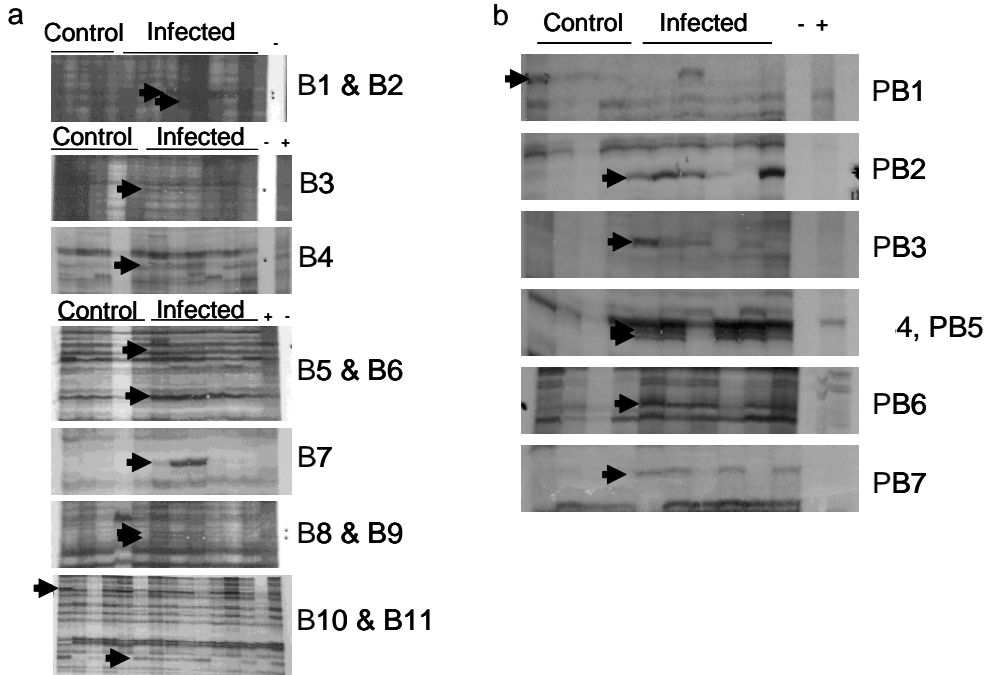 a
Control Infected -
B1 & B2
Control Infected - +
B3
B4
Control Infected + -
B5 & B6
B7
B8 & B9
B10 & B11
b
Control Infected - +
PB1
PB2
PB3
4, PB5
PB6
PB7